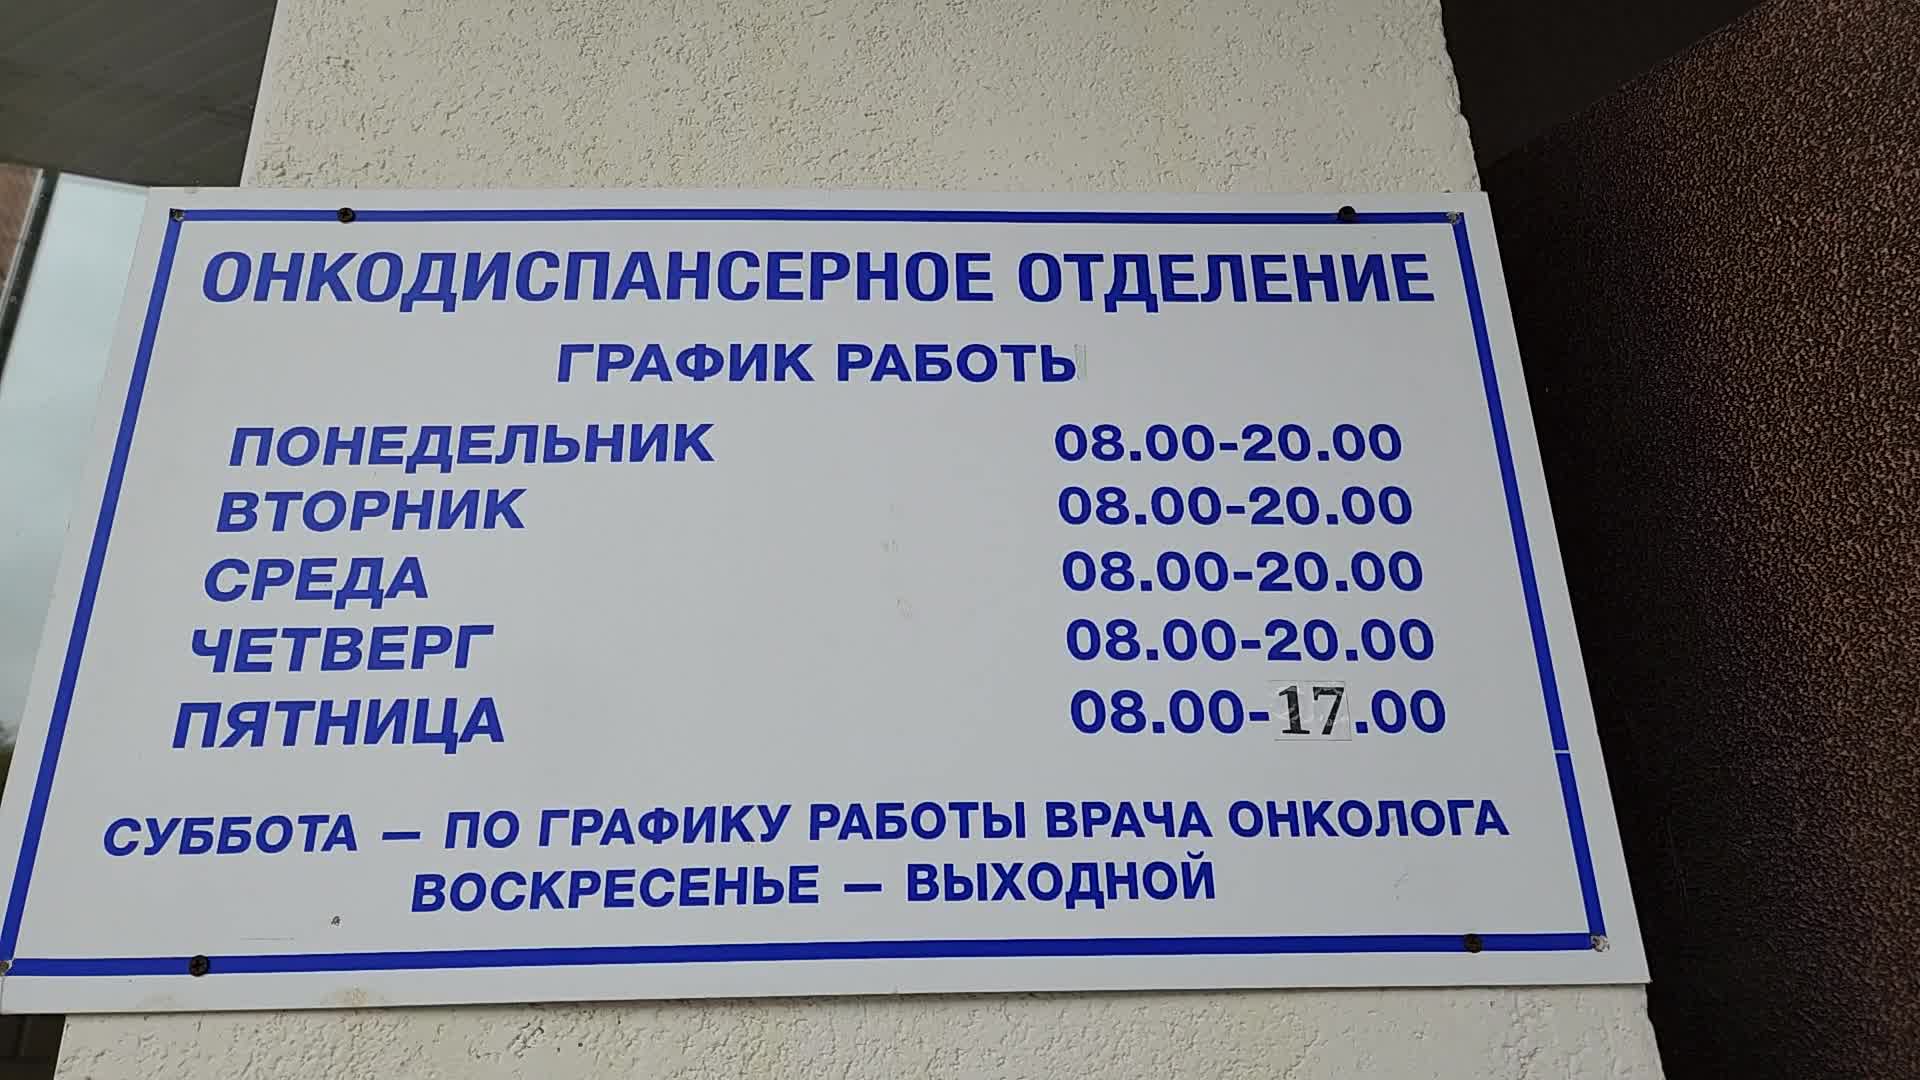 ОНКОДИСПАНСЕРНОЕ ОТДЕЛЕНИЕ
ГРАФИК РАБОТЬ
ПОНЕДЕЛЬНИК 08.00-20.00
ВТОРНИК 08.00-20.00
СРЕДА 08.00-20.00
ЧЕТВЕРГ 08.00-20.00
ПЯТНИЦА 08.00-17.00
СУББОТА — ПО ГРАФИКУ РАБОТЫ ВРАЧА ОНКОЛОГА
ВОСКРЕСЕНЬЕ — ВЫХОДНОЙ